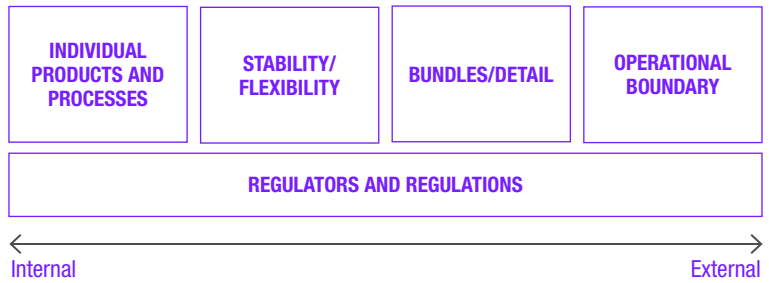 INDIVIDUAL
PRODUCTS AND
PROCESSES
STABILITY/
FLEXIBILITY
BUNDLES/DETAIL
OPERATIONAL
BOUNDARY
REGULATORS AND REGULATIONS
Internal
External